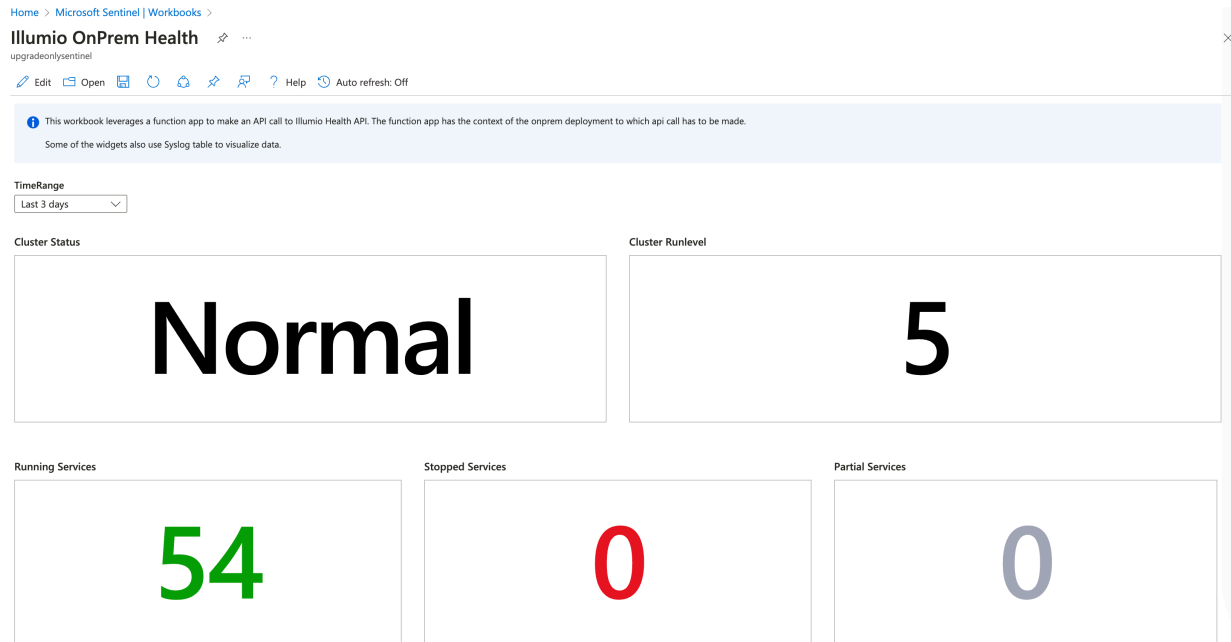 Home > Microsoft Sentinel | Workbooks >
Illumio OnPrem Health ...
upgradeonlysentinel
Edit Open Help Auto refresh: Off
This workbook leverages a function app to make an API call to Illumio Health API. The function app has the context of the onprem deployment to which api call has to be made.
Some of the widgets also use Syslog table to visualize data.
TimeRange
Last 3 days
Cluster Status Cluster Runlevel
Normal 5
Running Services Stopped Services Partial Services
54 0 0